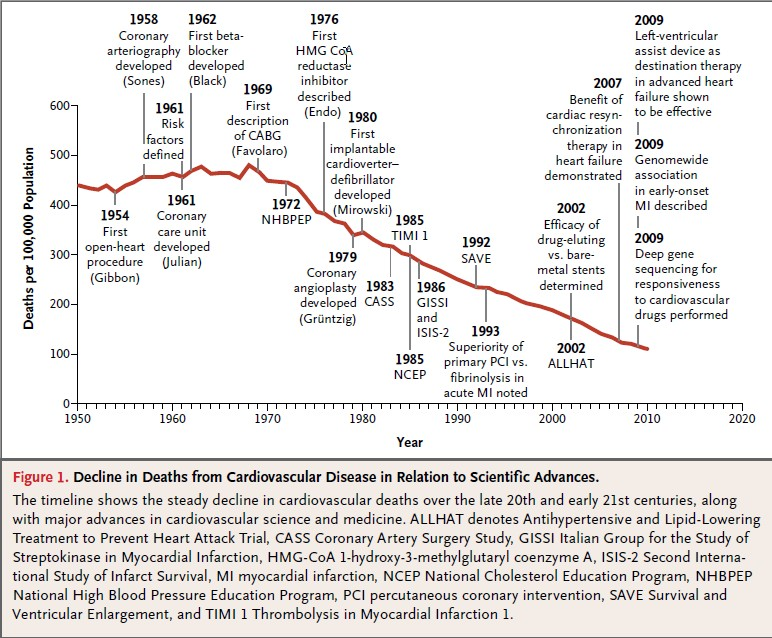 1958
Coronary
arteriography
developed
(Sones)
1962
First beta-
blocker
developed
(Black)
1961
Risk
factors
defined
1969
First
description
of CABG
(Favolaro)
1976
First
HMG CoA
reductase
inhibitor
described
(Endo)
1980
First
implantable
cardioverter–
defibrillator
developed
(Mirowski)
1985
TIMI 1
1992
SAVE
2002
Efficacy of
drug-eluting
vs. bare-
metal stents
determined
2007
Benefit of
cardiac resyn-
chronization
therapy in
heart failure
demonstrated
2009
Left-ventricular
assist device as
destination therapy
in advanced heart
failure shown
to be effective
2009
Genomewide
association
in early-onset
MI described
2009
Deep gene
sequencing for
responsiveness
to cardiovascular
drugs performed
1954
First
open-heart
procedure
(Gibbon)
1961
Coronary
care unit
developed
(Julian)
1972
NHBPEP
1979
Coronary
angioplasty
developed
(Grüntzig)
1983
CASS
1985
NCEP
1986
GISSI
and
ISIS-2
1993
Superiority of
primary PCI vs.
fibrinolysis in
acute MI noted
2002
ALLHAT
Deaths per 100,000 Population
600
500
400
300
200
100
0
1950
1960
1970
1980
1990
2000
2010
2020
Year
Figure 1. Decline in Deaths from Cardiovascular Disease in Relation to Scientific Advances.
The timeline shows the steady decline in cardiovascular deaths over the late 20th and early 21st centuries, along
with major advances in cardiovascular science and medicine. ALLHAT denotes Antihypertensive and Lipid-Lowering
Treatment to Prevent Heart Attack Trial, CASS Coronary Artery Surgery Study, GISSI Italian Group for the Study of
Streptokinase in Myocardial Infarction, HMG-CoA 1-hydroxy-3-methylglutaryl coenzyme A, ISIS-2 Second Interna-
tional Study of Infarct Survival, MI myocardial infarction, NCEP National Cholesterol Education Program, NHBPEP
National High Blood Pressure Education Program, PCI percutaneous coronary intervention, SAVE Survival and
Ventricular Enlargement, and TIMI 1 Thrombolysis in Myocardial Infarction 1.